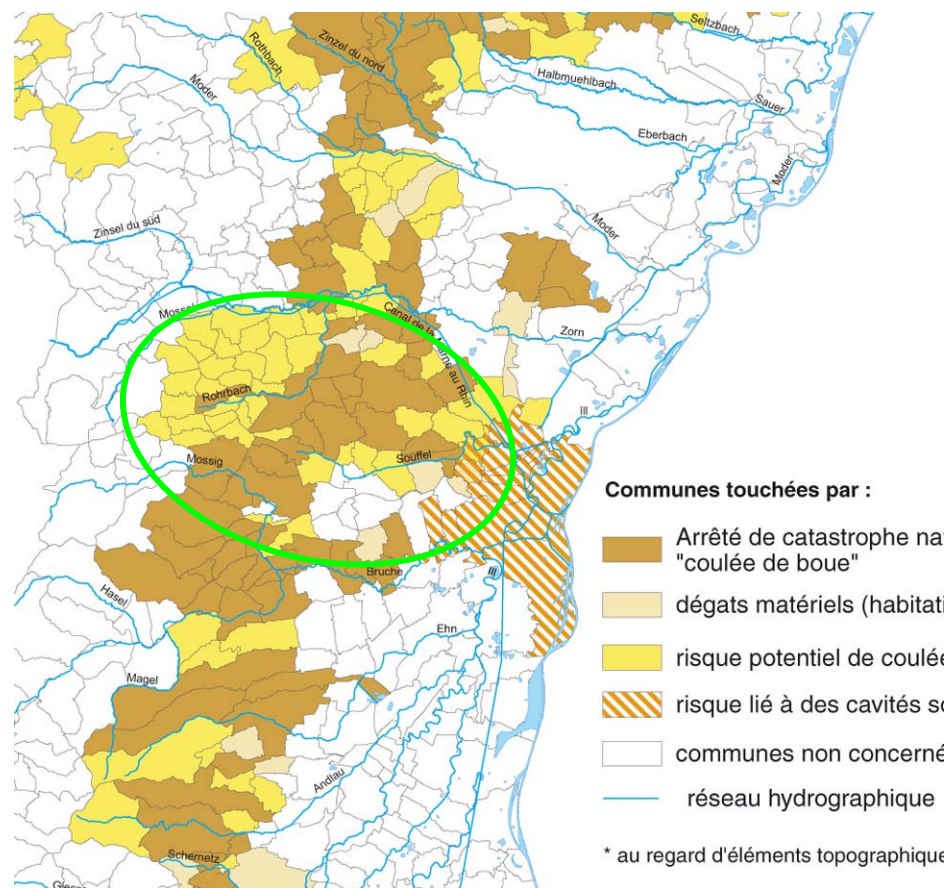 Seltzbach
Rothbach
Zinzel du nord
Moder
Halbmuehlbach
Sauer
Eberbach
Moder
Moder
Zinsel du sud
Mossel
Canal de la Marne au Rhin
Zorn
Rohrbach
Ill
Souffel
Mossig
Communes touchées par :
Arrêté de catastrophe na
"coulée de boue"
Bruche
Ill
Hasel
dégats matériels (habitati
Ehn
risque potentiel de coulée
Magel
risque lié à des cavités so
communes non concerné
Andlau
réseau hydrographique
Schernetz
* au regard d'éléments topographique
Giess